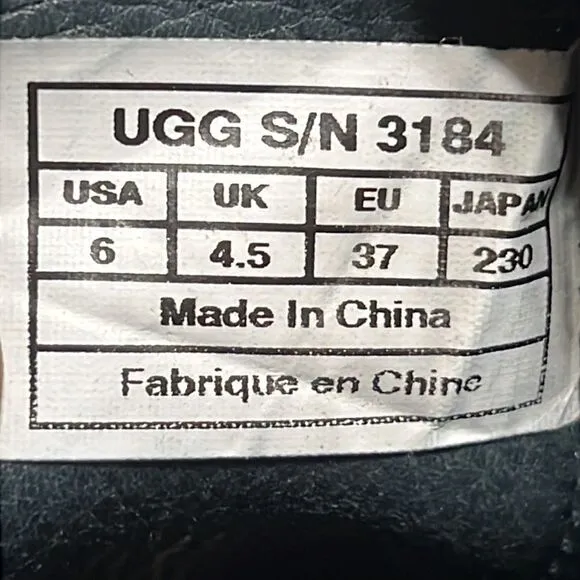 UGG S/N 3184
USA UK EU JAPAN
6 4.5 37 230
Made In China
Fabrique en Chine